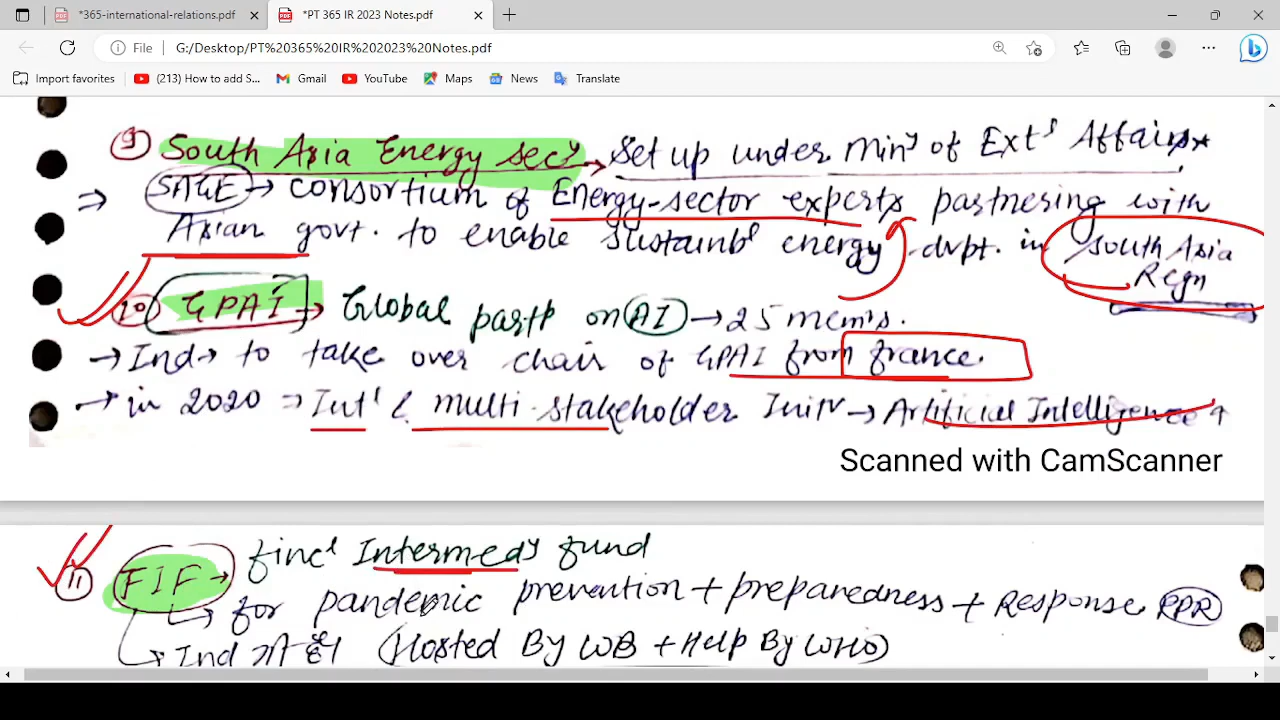 *365-international-relations.pdf
*PT 365 IR 2023 Notes.pdf
File G:/Desktop/PT%20365%20IR%202023%20Notes.pdf
Import favorites (213) How to add S... Gmail YouTube Maps News Translate
9 South Asia Energy Secy → Set up under Miny of Extl Affairs
⇒ SAGE → consortium of Energy-sector experts partnering with
Asian govt. to enable sustainbl energy dvpt. in South Asia
Regn
10) GPAI → Global partp on AI → 25 mem's.
→ Ind → to take over chair of GPAI from france.
→ in 2020 ⇒ Intl & multi-stakeholder Initv → Artificial Intelligence
Scanned with CamScanner
11 FIF → fincl Intermedy fund
↳ for pandemic prevention + preparedness + Response PPR
↳ Ind (Hosted By WB + Help By WHO)